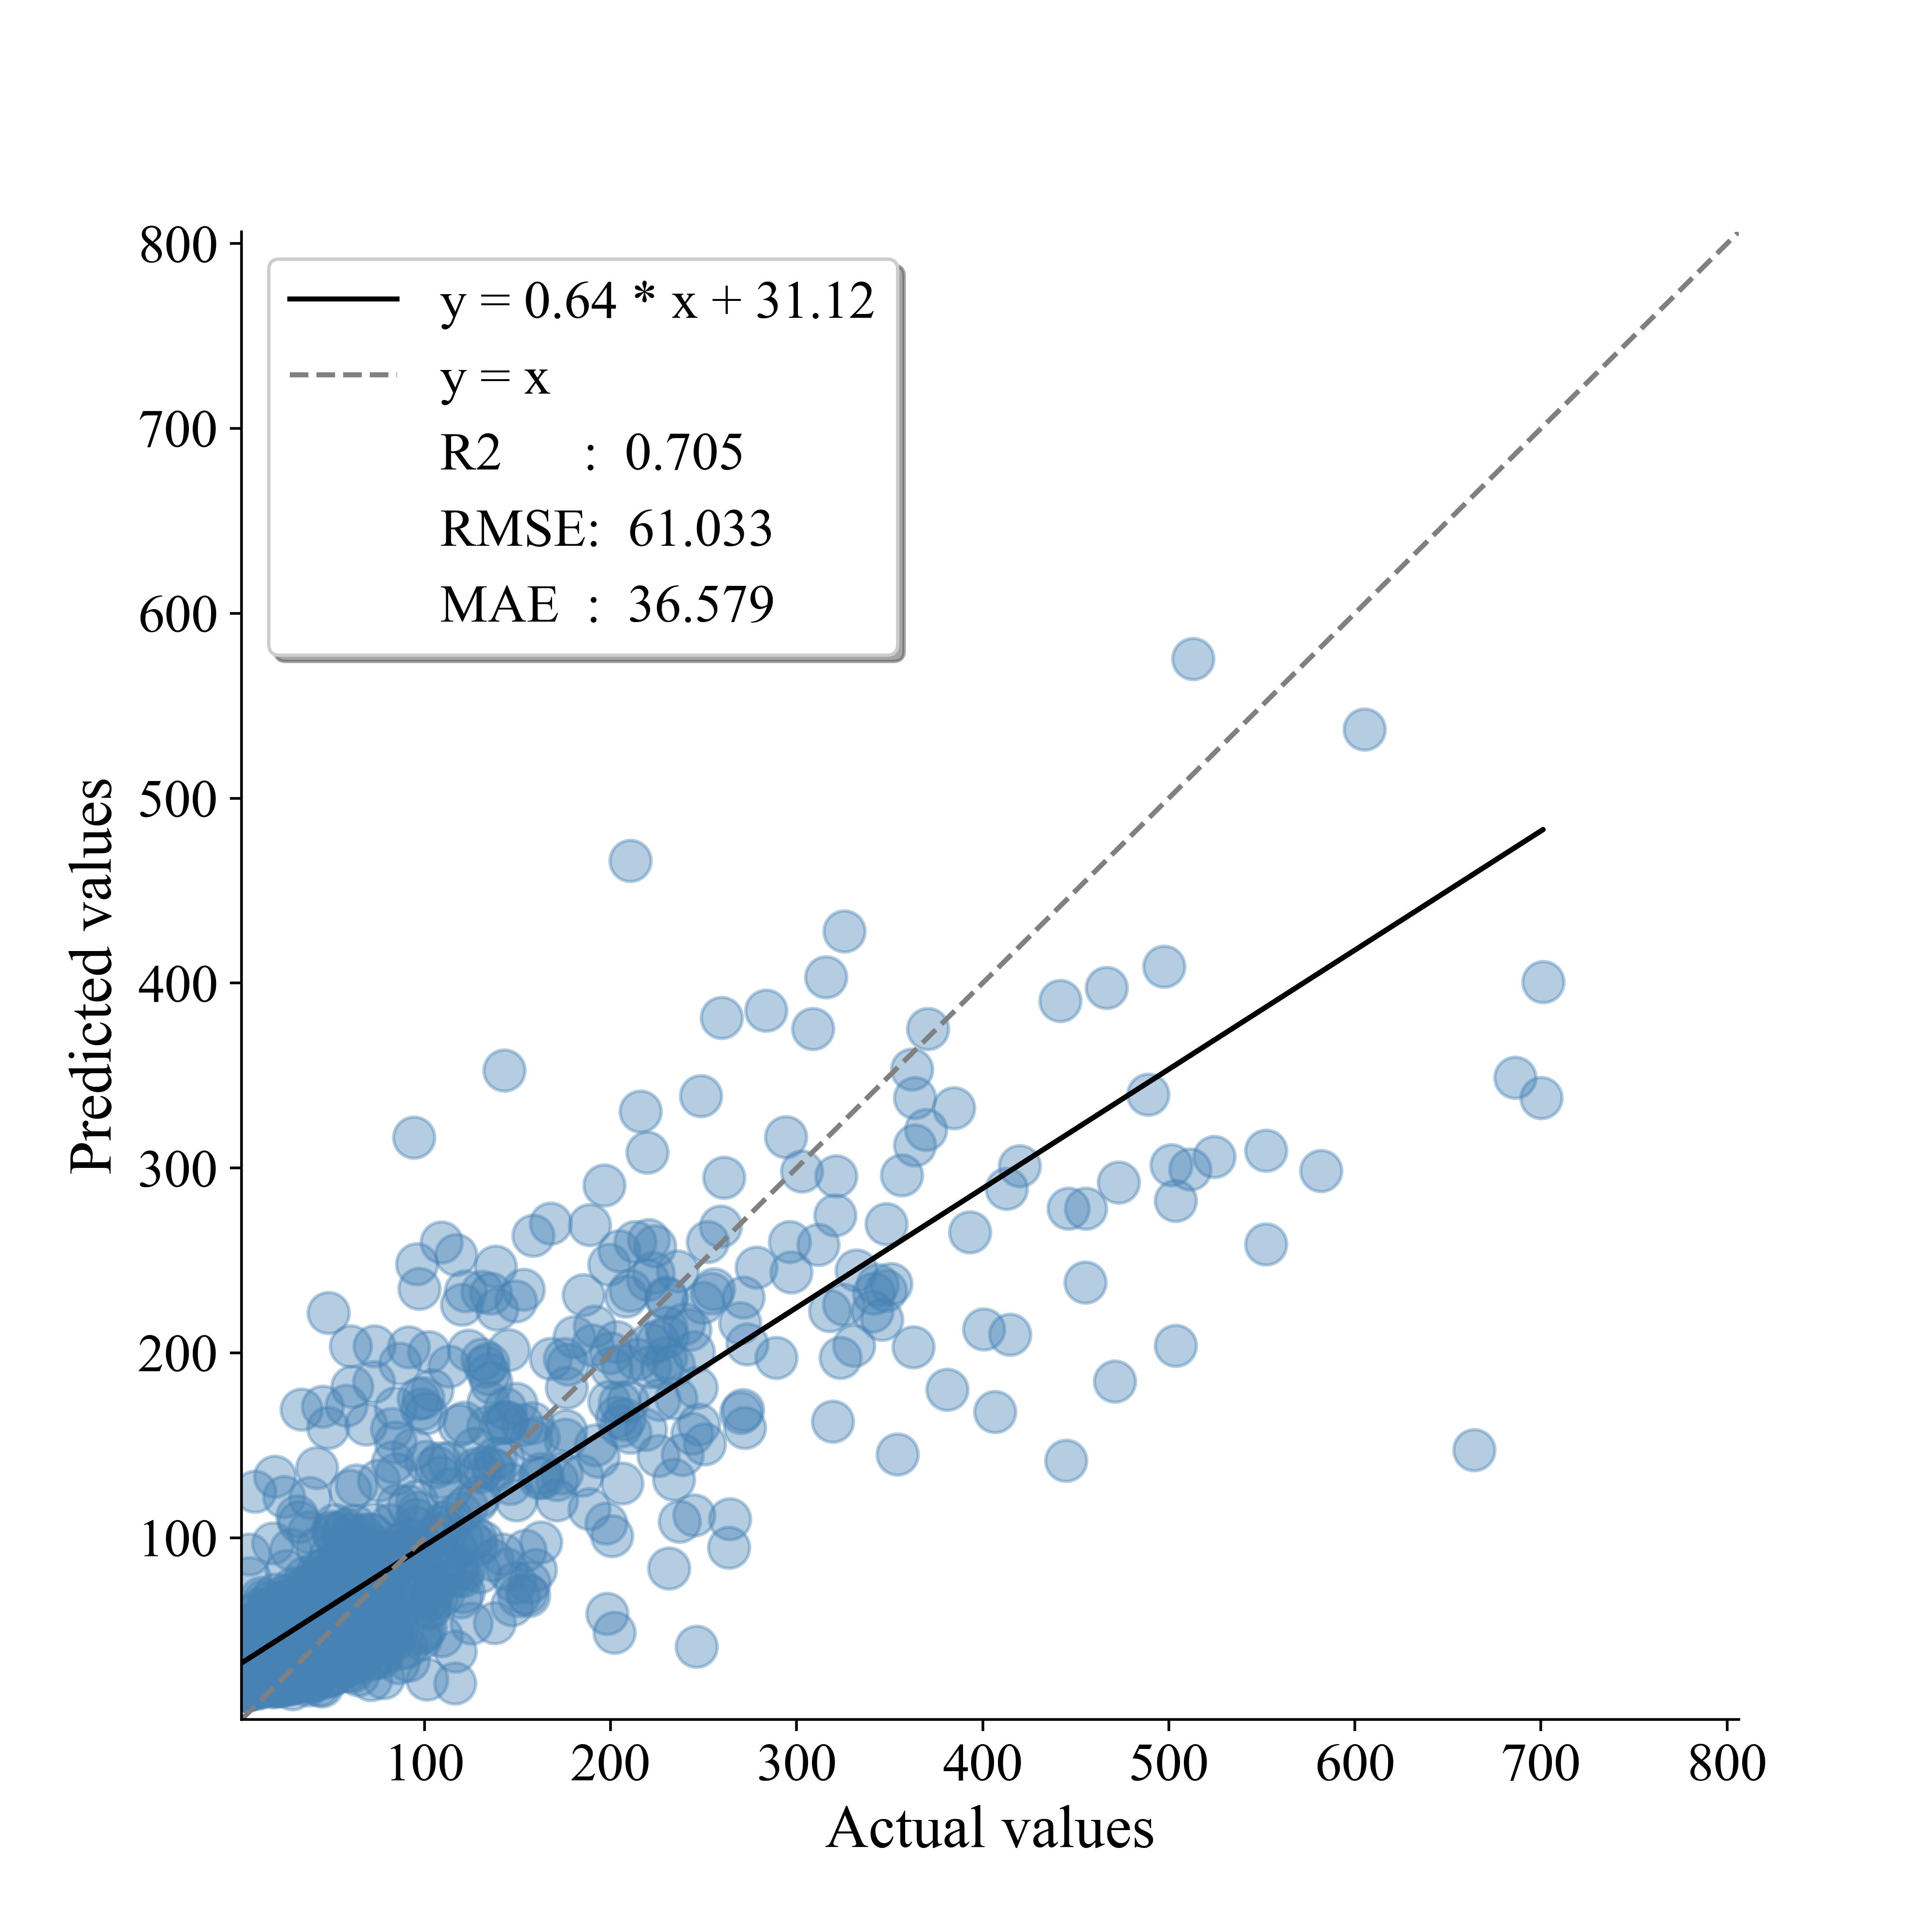 800
700
600
500
400
300
200
100
Predicted values
y = 0.64 * x + 31.12
y = x
R2 : 0.705
RMSE: 61.033
MAE : 36.579
100 200 300 400 500 600 700 800
Actual values